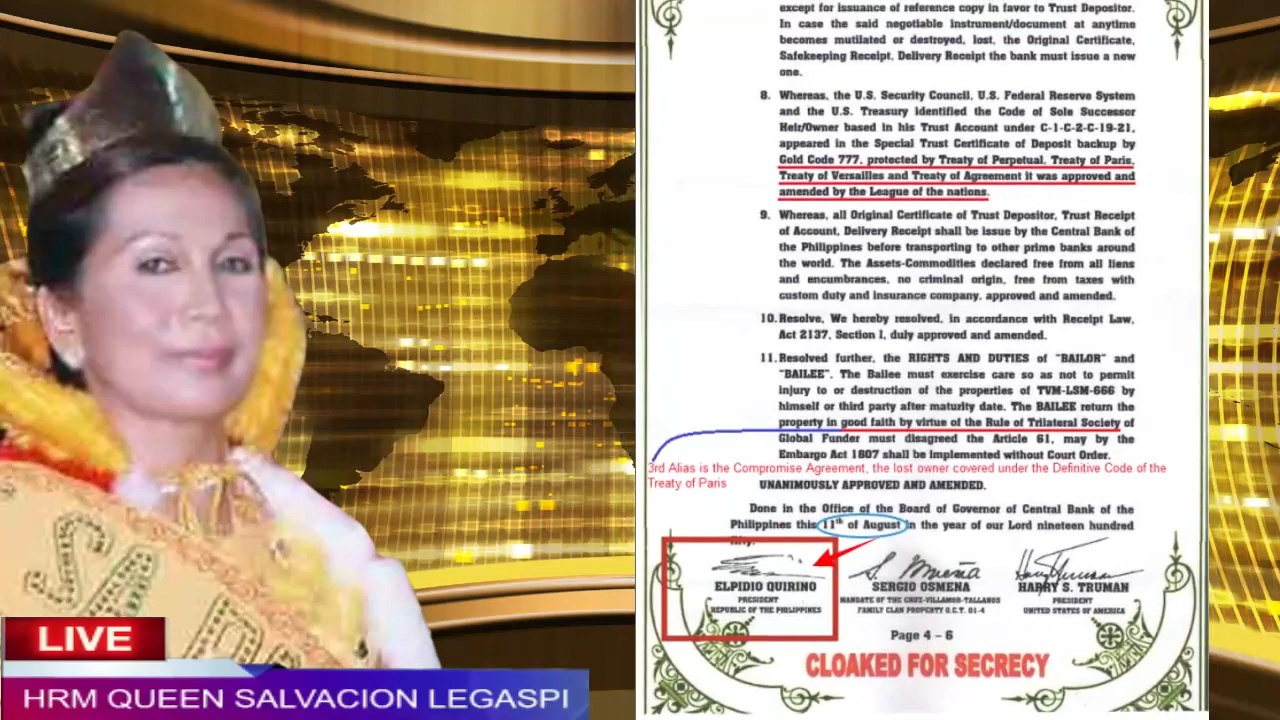 except for issuance of reference copy in favor to Trust Depositor.
In case the said negotiable instrument/document at anytime
becomes mutilated or destroyed, lost, the Original Certificate,
Safekeeping Receipt, Delivery Receipt the bank must issue a new
one.
8. Whereas, the U.S. Security Council, U.S. Federal Reserve System
and the U.S. Treasury identified the Code of Sole Successor
Heir/Owner based in his Trust Account under C-1-C-2-C-19-21,
appeared in the Special Trust Certificate of Deposit backup by
Gold Code 777, protected by Treaty of Perpetual, Treaty of Paris,
Treaty of Versailles and Treaty of Agreement it was approved and
amended by the League of the nations.
9. Whereas, all Original Certificate of Trust Depositor, Trust Receipt
of Account, Delivery Receipt shall be issue by the Central Bank of
the Philippines before transporting to other prime banks around
the world. The Assets-Commodities declared free from all liens
and encumbrances, no criminal origin, free from taxes with
custom duty and insurance company, approved and amended.
10. Resolve, We hereby resolved, in accordance with Receipt Law,
Act 2137, Section I, duly approved and amended.
11. Resolved further, the RIGHTS AND DUTIES of "BAILOR" and
"BAILEE". The Bailee must exercise care so as not to permit
injury to or destruction of the properties of TVM-LSM-666 by
himself or third party after maturity date. The BAILEE return the
property in good faith by virtue of the Rule of Trilateral Society of
Global Funder must disagreed the Article 61, may by the
Embargo Act 1807 shall be implemented without Court Order.
3rd Alias is the Compromise Agreement, the lost owner covered under the Definitive Code of the
Treaty of Paris
UNANIMOUSLY APPROVED AND AMENDED.
Done in the Office of the Board of Governor of Central Bank of the
Philippines this 11th of August in the year of our Lord nineteen hundred
fifty.
ELPIDIO QUIRINO
PRESIDENT
REPUBLIC OF THE PHILIPPINES
S. Osmeña
SERGIO OSMENA
MANDATE OF THE CRUZ-VILLAMOR-TALLANOS
FAMILY CLAN PROPERTY O.C.T. 01-4
Harry S. Truman
HARRY S. TRUMAN
PRESIDENT
UNITED STATES OF AMERICA
Page 4 – 6
CLOAKED FOR SECRECY
LIVE
HRM QUEEN SALVACION LEGASPI